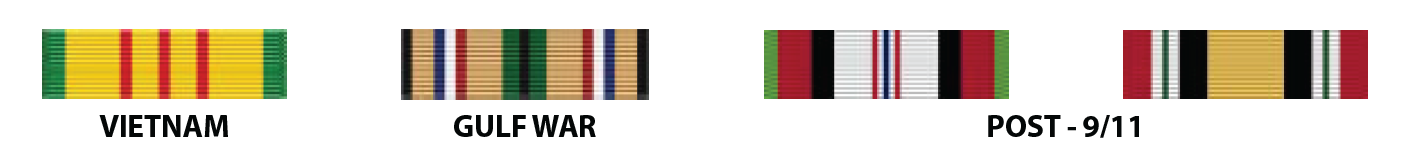 VIETNAM
GULF WAR
POST - 9/11